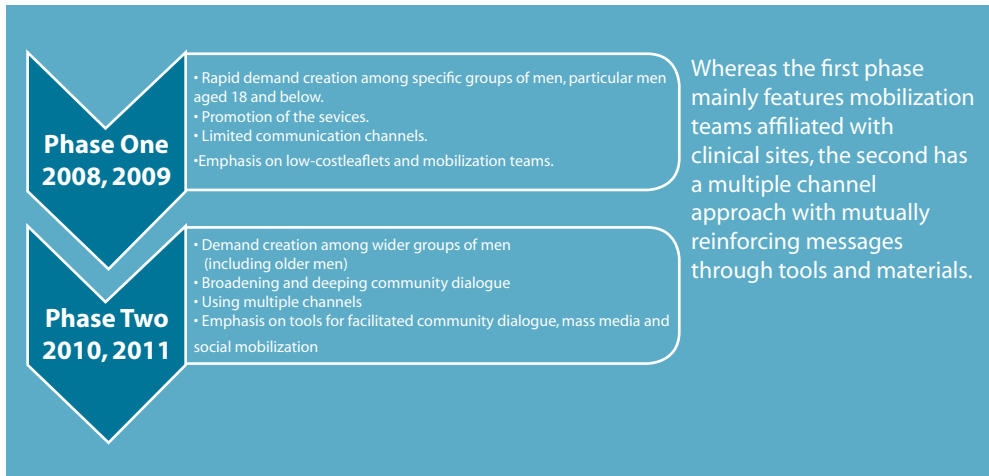 Phase One
2008, 2009
• Rapid demand creation among specific groups of men, particular men
aged 18 and below.
• Promotion of the sevices.
• Limited communication channels.
•Emphasis on low-costleaflets and mobilization teams.
Phase Two
2010, 2011
• Demand creation among wider groups of men
(including older men)
• Broadening and deeping community dialogue
• Using multiple channels
• Emphasis on tools for facilitated community dialogue, mass media and
social mobilization
Whereas the first phase
mainly features mobilization
teams affiliated with
clinical sites, the second has
a multiple channel
approach with mutually
reinforcing messages
through tools and materials.